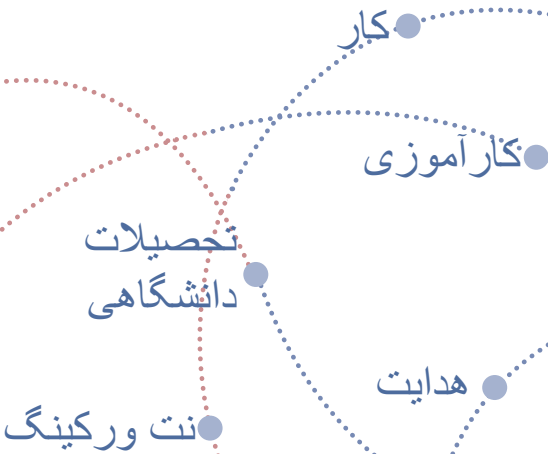 کار
کارآموزی
تحصیلات
دانشگاهی
هدایت
نت ورکینگ